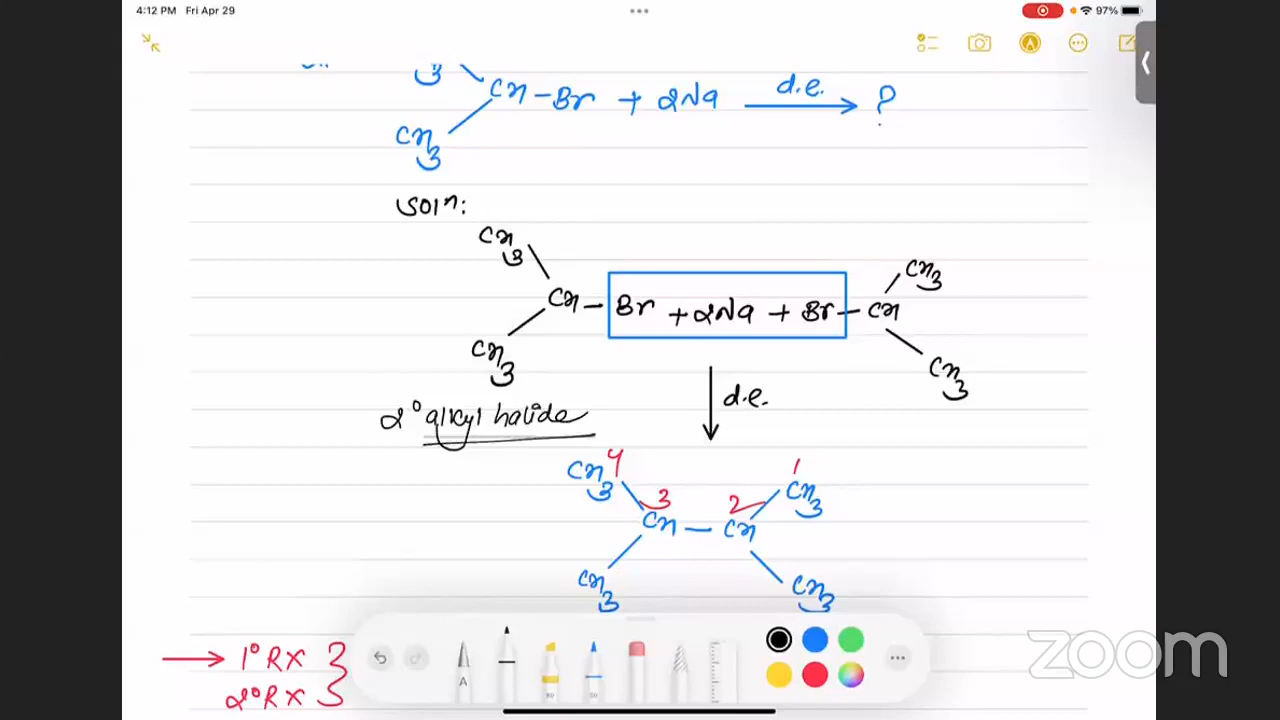 4:12 PM Fri Apr 29
97%
CH3
CH – Br + 2Na d.e. → ?
CH3
Soln:
CH3 CH3
CH – Br + 2Na + Br – CH
CH3 CH3
2° alkyl halide d.e.
CH3 4 1 CH3
3 2
CH — CH
CH3 CH3
→ 1° RX }
2° RX
A
80
50
zoom